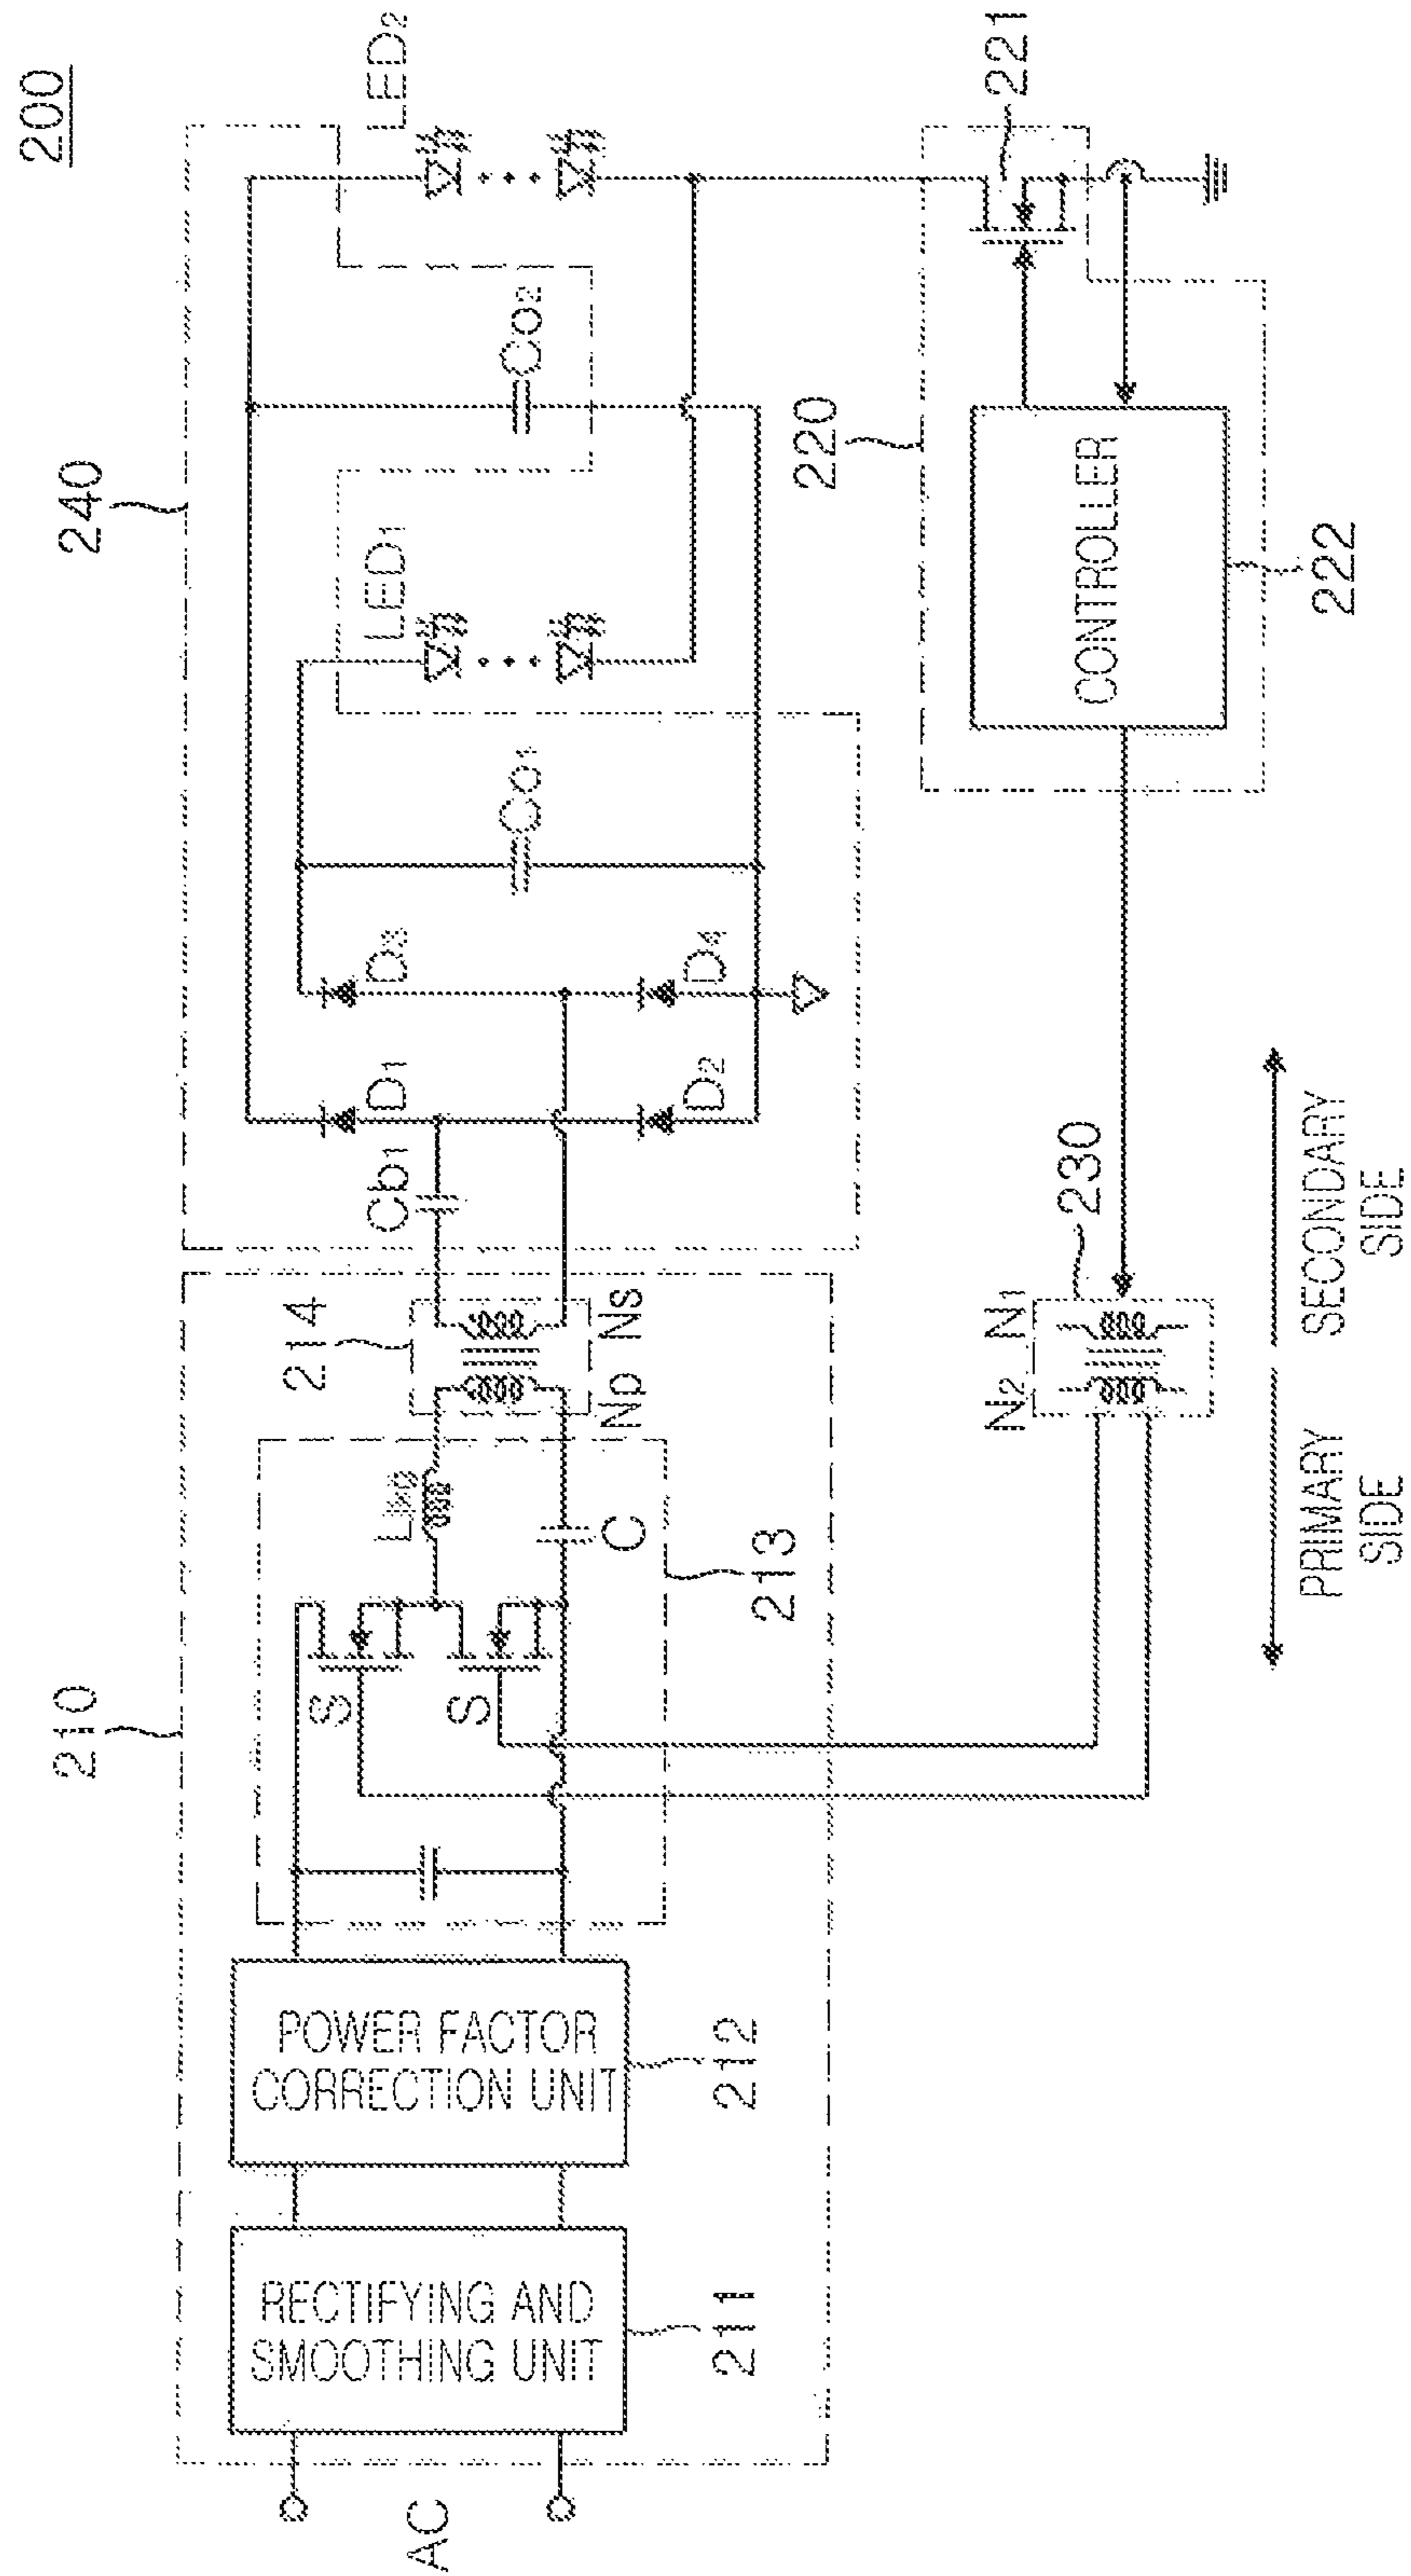 200
240
LED2
LED1
Co2
Co1
D3
D4
D1
D2
Cb1
220
221
CONTROLLER
222
214
Np
Ns
230
N2
N1
210
S
S
C
213
POWER FACTOR
CORRECTION UNIT
212
RECTIFYING AND
SMOOTHING UNIT
211
AC
PRIMARY
SIDE
SECONDARY
SIDE